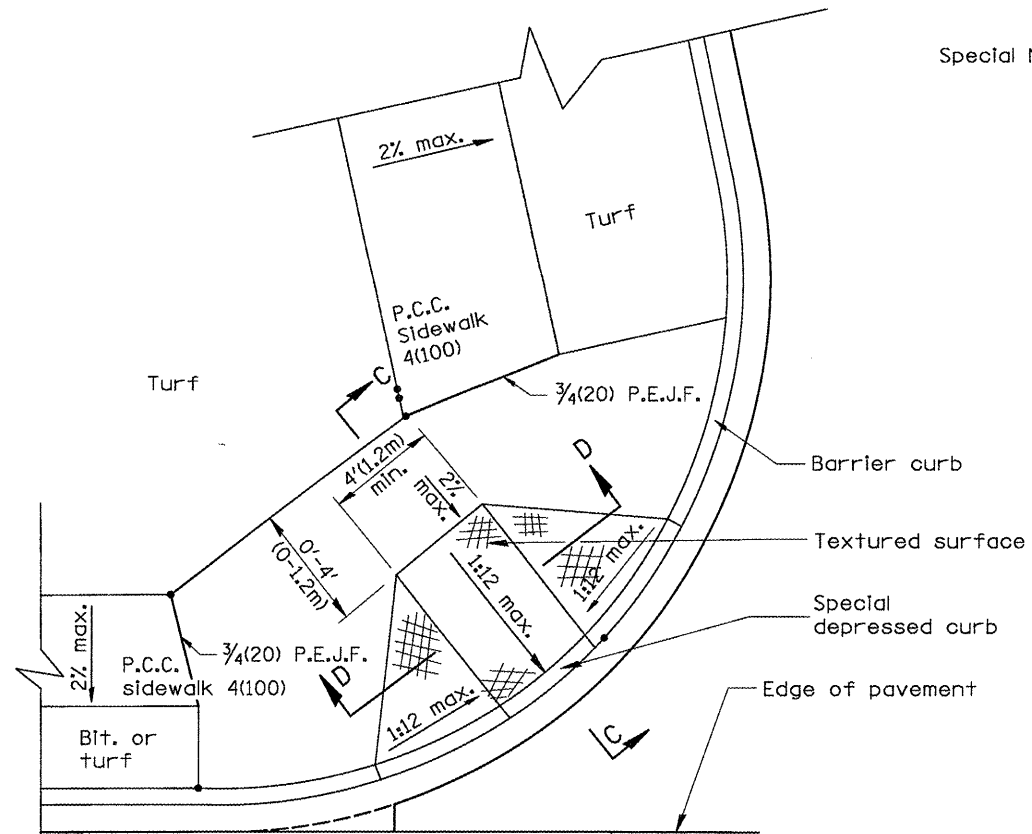 Special
2% max.
Turf
P.C.C.
Sidewalk
4(100)
Turf
C
3/4(20) P.E.J.F.
4'(1.2m)
min.
2%
max.
D
Barrier curb
0'-4'
(0-1.2m)
Textured surface
1:12 max.
1:12 max.
Special
depressed curb
2% max.
3/4(20) P.E.J.F.
P.C.C.
sidewalk 4(100)
D
1:12 max.
Edge of pavement
C
Bit. or
turf